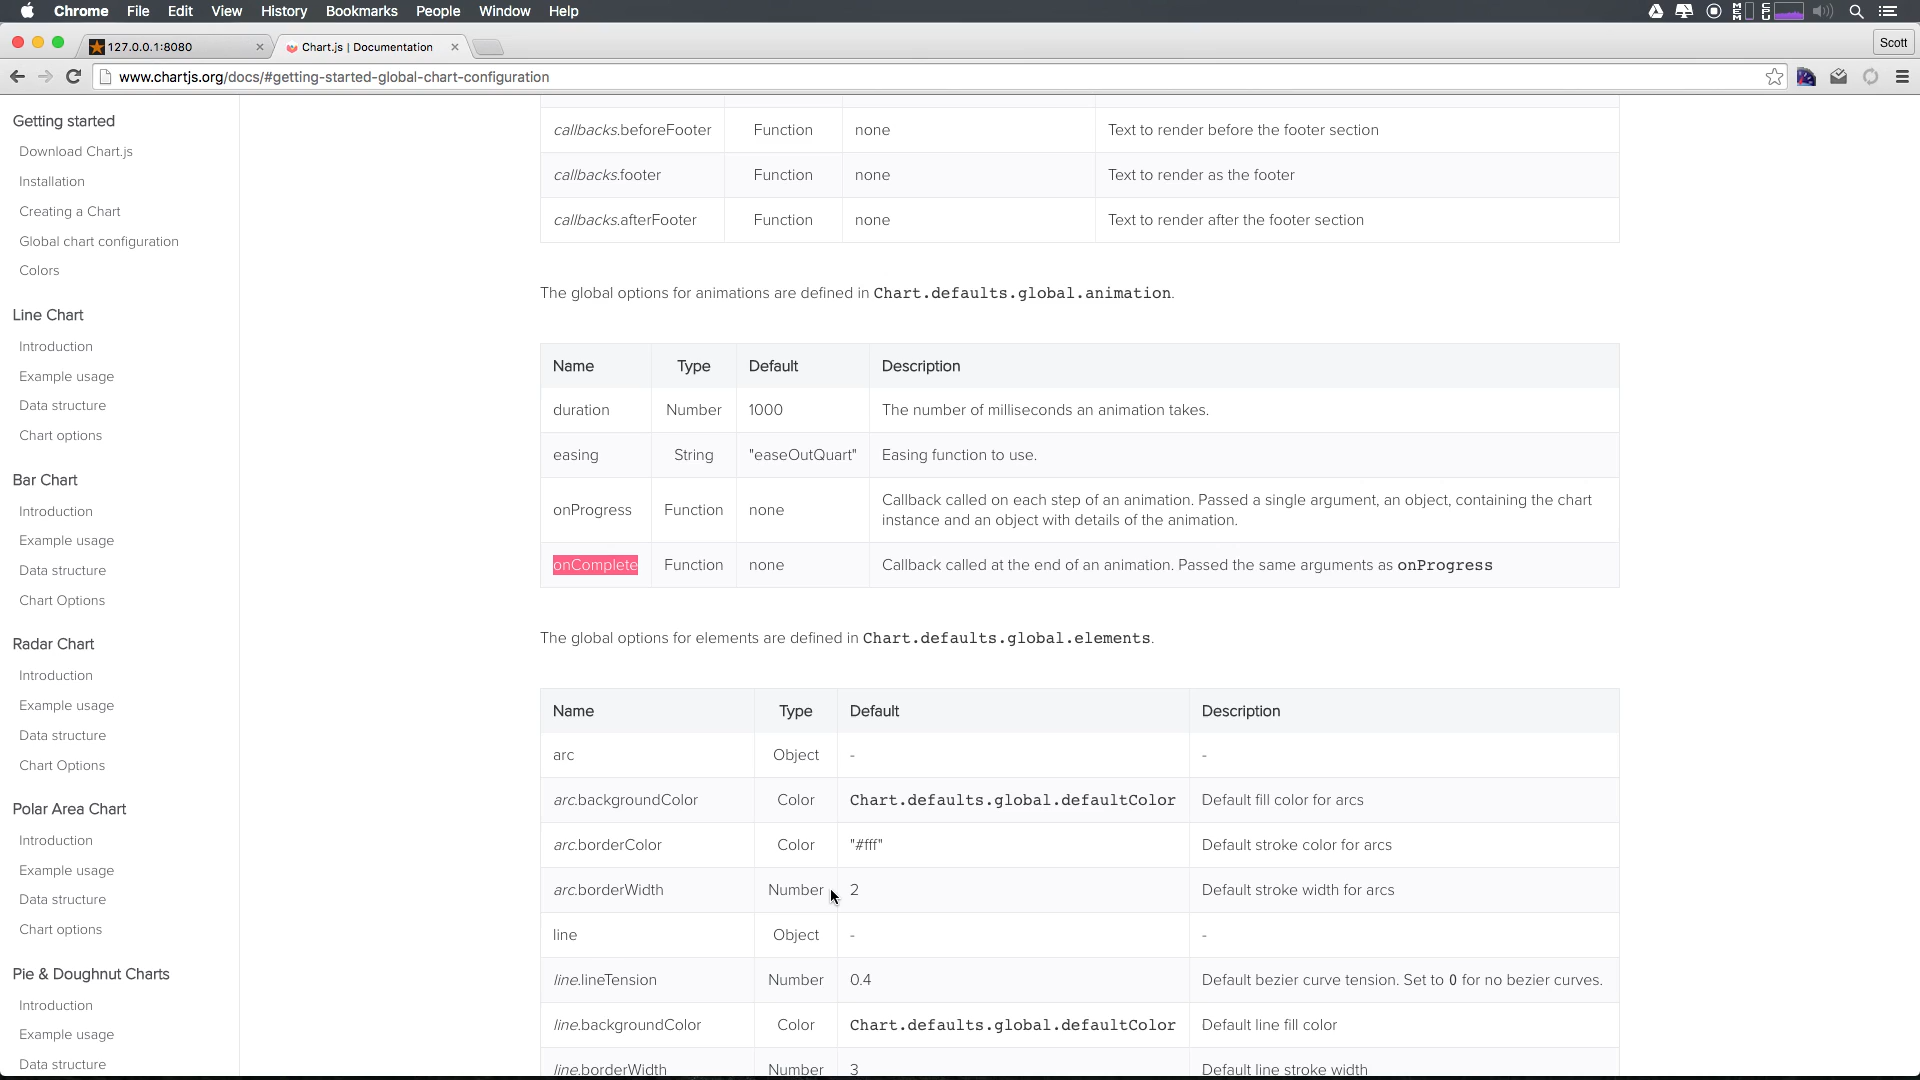 Chrome File Edit View History Bookmarks People Window Help
127.0.0.1:8080 Chart.js | Documentation Scott
www.chartjs.org/docs/#getting-started-global-chart-configuration
Getting started
Download Chart.js
Installation
Creating a Chart
Global chart configuration
Colors
Line Chart
Introduction
Example usage
Data structure
Chart options
Bar Chart
Introduction
Example usage
Data structure
Chart Options
Radar Chart
Introduction
Example usage
Data structure
Chart Options
Polar Area Chart
Introduction
Example usage
Data structure
Chart options
Pie & Doughnut Charts
Introduction
Example usage
Data structure
callbacks.beforeFooter Function none Text to render before the footer section
callbacks.footer Function none Text to render as the footer
callbacks.afterFooter Function none Text to render after the footer section
The global options for animations are defined in Chart.defaults.global.animation.
Name Type Default Description
duration Number 1000 The number of milliseconds an animation takes.
easing String "easeOutQuart" Easing function to use.
onProgress Function none Callback called on each step of an animation. Passed a single argument, an object, containing the chart
instance and an object with details of the animation.
onComplete Function none Callback called at the end of an animation. Passed the same arguments as onProgress
The global options for elements are defined in Chart.defaults.global.elements.
Name Type Default Description
arc Object - -
arc.backgroundColor Color Chart.defaults.global.defaultColor Default fill color for arcs
arc.borderColor Color "#fff" Default stroke color for arcs
arc.borderWidth Number 2 Default stroke width for arcs
line Object - -
line.lineTension Number 0.4 Default bezier curve tension. Set to 0 for no bezier curves.
line.backgroundColor Color Chart.defaults.global.defaultColor Default line fill color
line.borderWidth Number 3 Default line stroke width